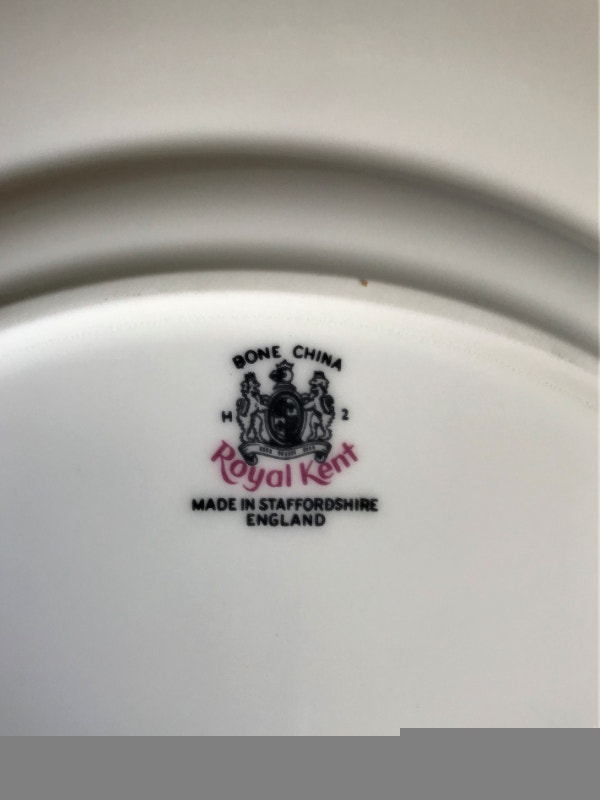 BONE CHINA
H 2
Royal Kent
MADE IN STAFFORDSHIRE
ENGLAND